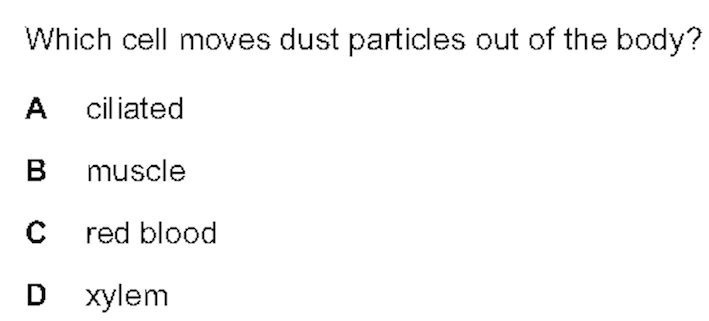 Which cell moves dust particles out of the body?
A ciliated
B muscle
C red blood
D xylem